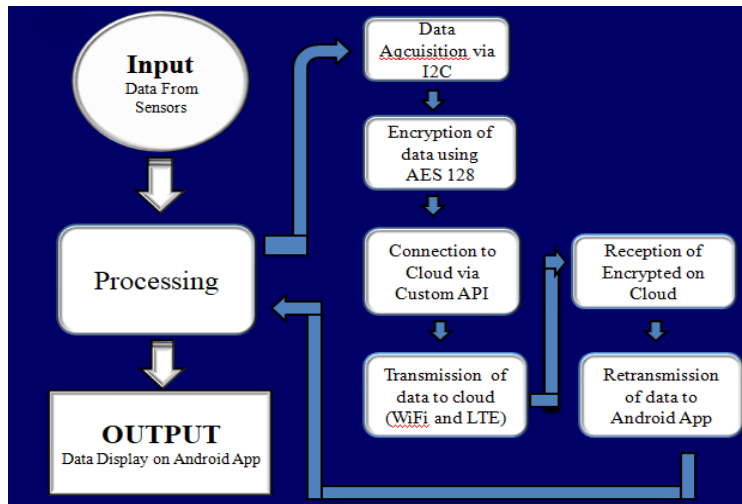 Input
Data From
Sensors
Processing
OUTPUT
Data Display on Android App
Data
Aqcuisition via
I2C
Encryption of
data using
AES 128
Connection to
Cloud via
Custom API
Transmission of
data to cloud
(WiFi and LTE)
Reception of
Encrypted on
Cloud
Retransmission
of data to
Android App